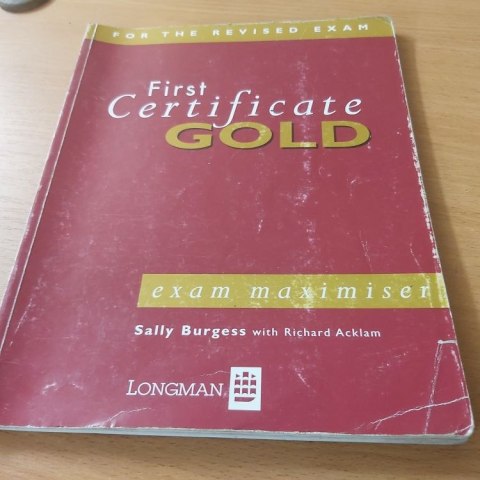 FOR THE REVISED EXAM
First
Certificate
GOLD
exam maximiser
Sally Burgess with Richard Acklam
LONGMAN